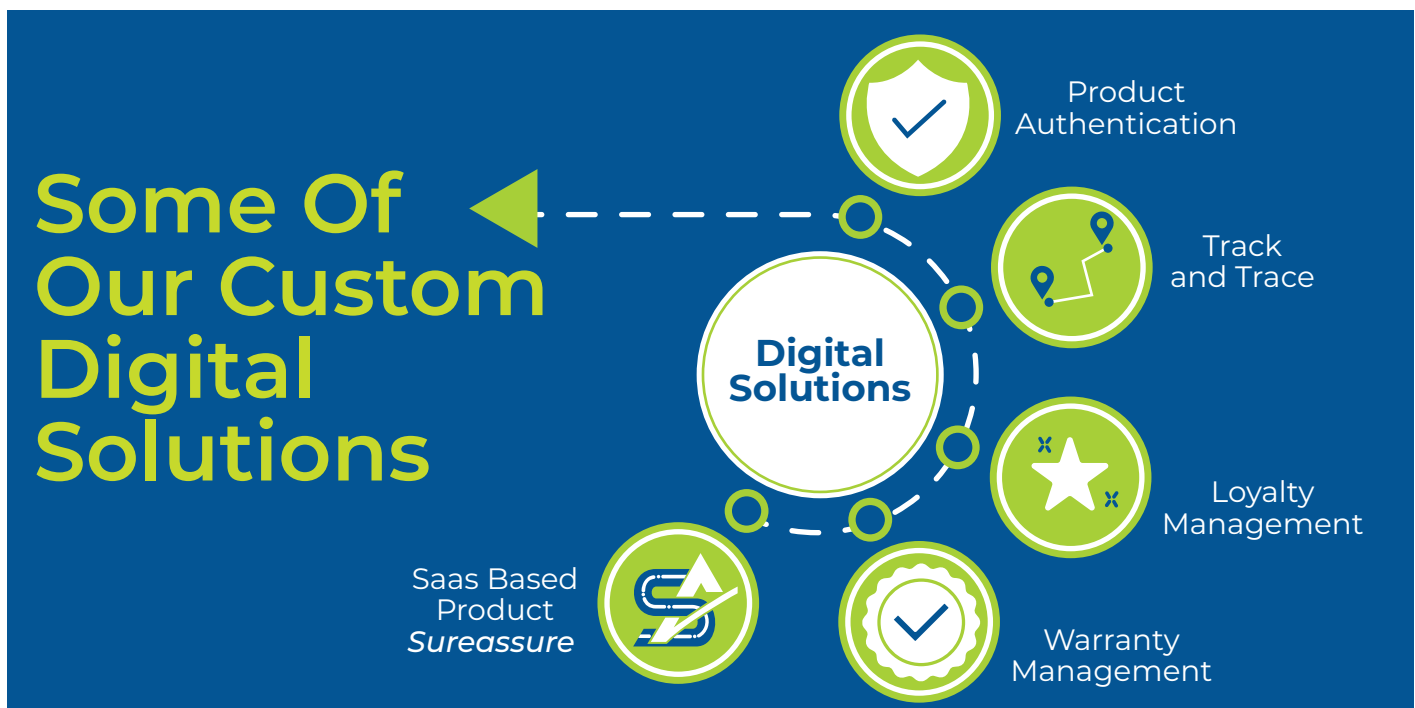 Some Of
Our Custom
Digital
Solutions
Digital
Solutions
Product
Authentication
Track
and Trace
Loyalty
Management
Warranty
Management
Saas Based
Product
Sureassure